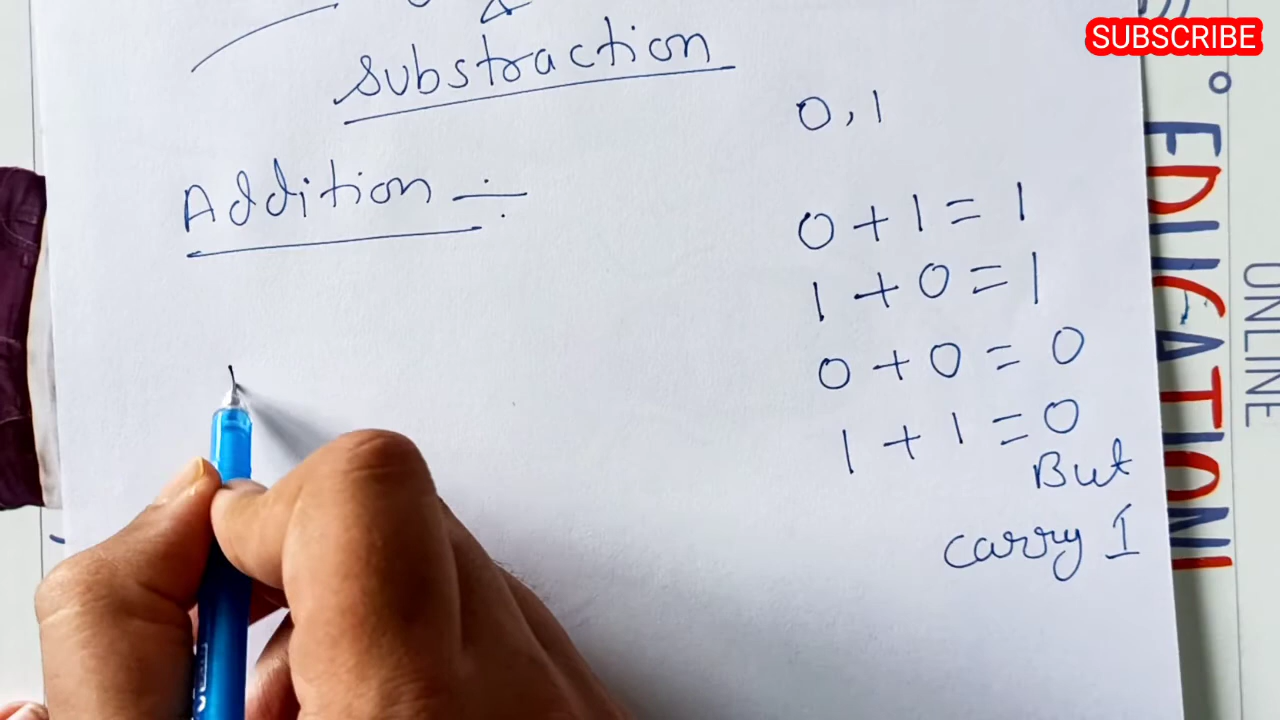 SUBSCRIBE
&
substraction
0,1
Addition :-
0 + 1 = 1
1 + 0 = 1
0 + 0 = 0
1 + 1 = 0
But
carry I
EDUCATION
ONLINE